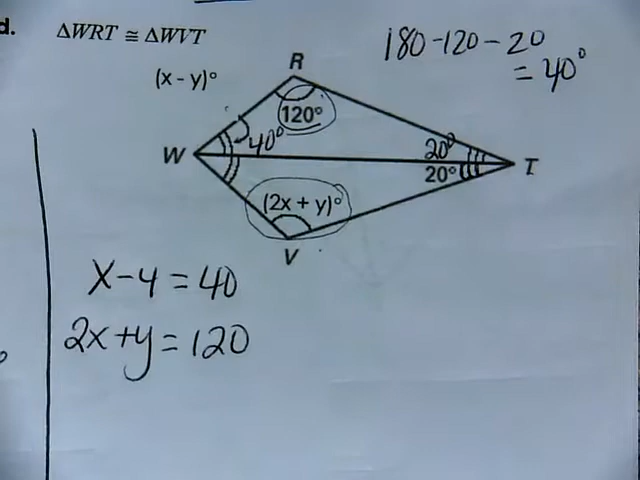 d. ΔWRT ≅ ΔWVT
180-120-20
= 40°
(x - y)°
R
120°
40°
W
20°
20°
T
(2x + y)°
V
x-y = 40
2x+y = 120